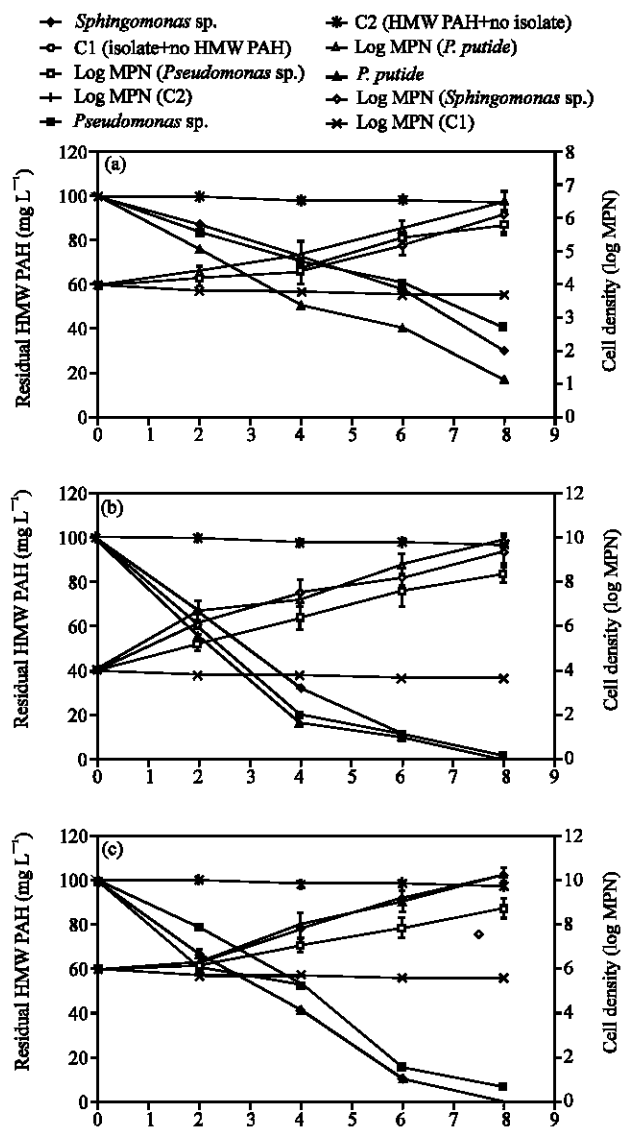 Sphingomonas sp.
C1 (isolate+no HMW PAH)
Log MPN (Pseudomonas sp.)
Log MPN (C2)
Pseudomonas sp.
C2 (HMW PAH+no isolate)
Log MPN (P. putide)
P. putide
Log MPN (Sphingomonas sp.)
Log MPN (C1)
(a)
Residual HMW PAH (mg L⁻¹)
120
100
80
60
40
20
0
0 1 2 3 4 5 6 7 8 9
8
7
6
5
4
3
2
1
0
Cell density (log MPN)
(b)
Residual HMW PAH (mg L⁻¹)
120
100
80
60
40
20
0
0 1 2 3 4 5 6 7 8 9
12
10
8
6
4
2
0
Cell density (log MPN)
(c)
Residual HMW PAH (mg L⁻¹)
120
100
80
60
40
20
0
0 1 2 3 4 5 6 7 8 9
12
10
8
6
4
2
0
Cell density (log MPN)